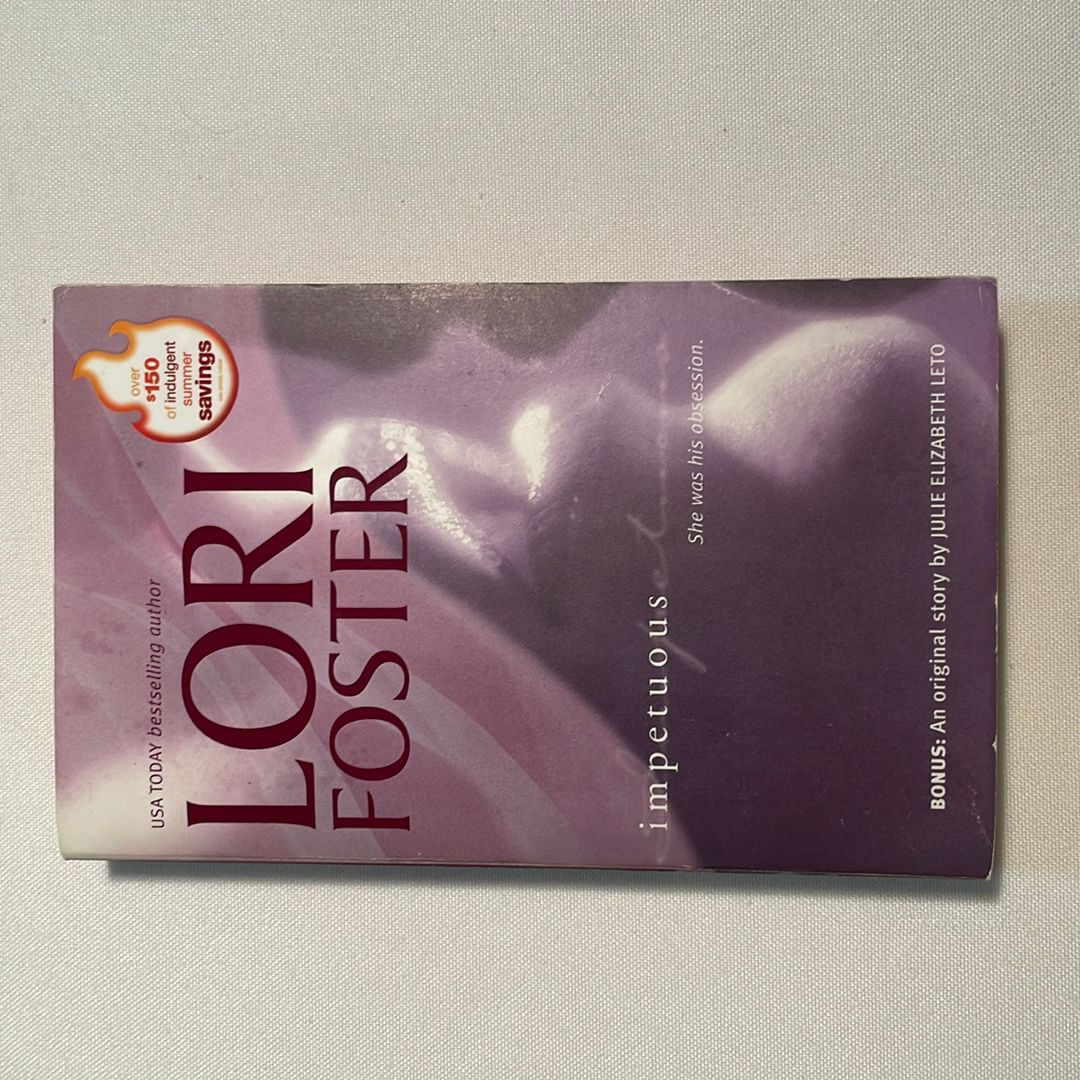 over
$150
of indulgent
summer
savings
USA TODAY bestselling author
LORI
FOSTER
impetuous
She was his obsession.
BONUS: An original story by JULIE ELIZABETH LETO